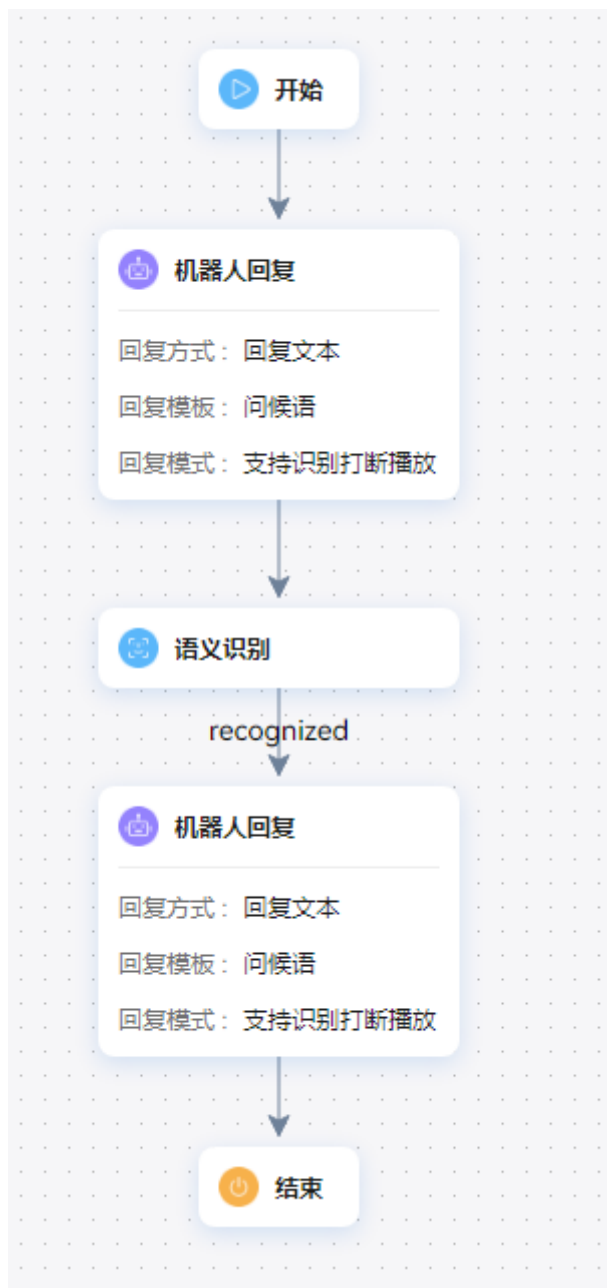 开始
机器人回复
回复方式： 回复文本
回复模板： 问候语
回复模式： 支持识别打断播放
语义识别
recognized
机器人回复
回复方式： 回复文本
回复模板： 问候语
回复模式： 支持识别打断播放
结束